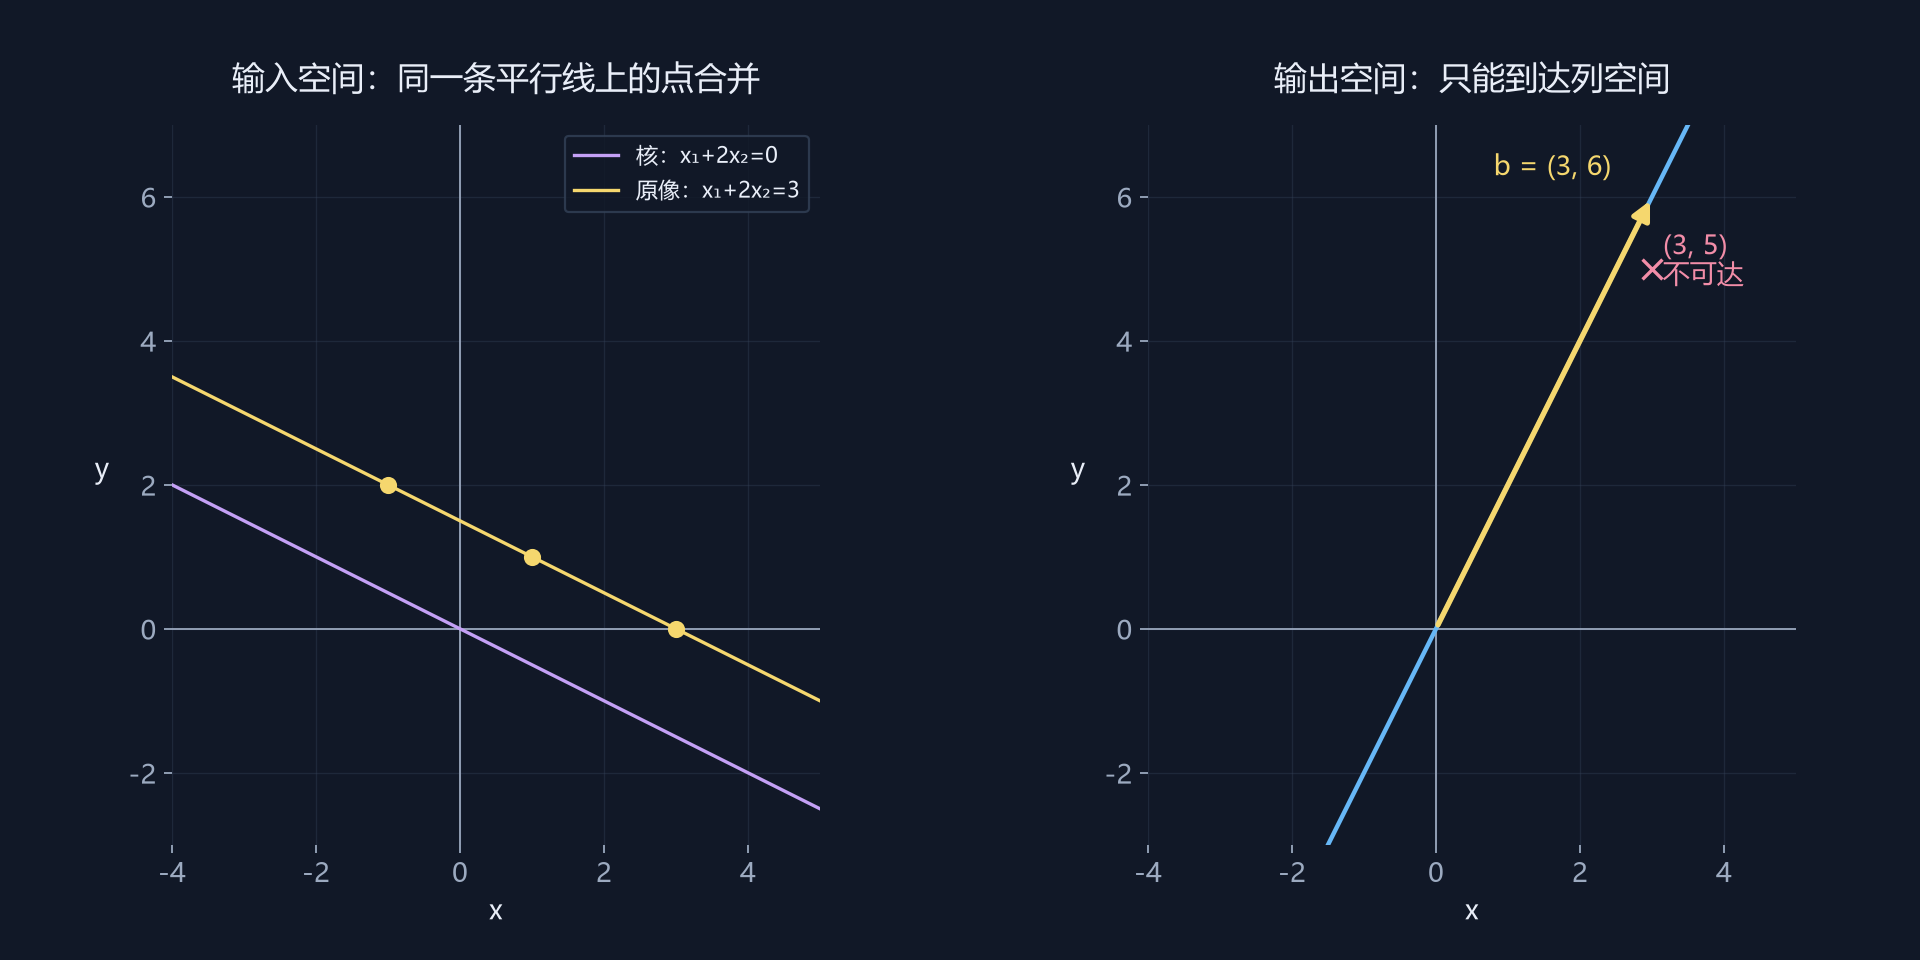 输入空间：同一条平行线上的点合并
核：x₁+2x₂=0
原像：x₁+2x₂=3
6
4
2
0
-2
y
-4
-2
0
2
4
x
输出空间：只能到达列空间
b = (3, 6)
(3, 5)
不可达
6
4
2
0
-2
y
-4
-2
0
2
4
x